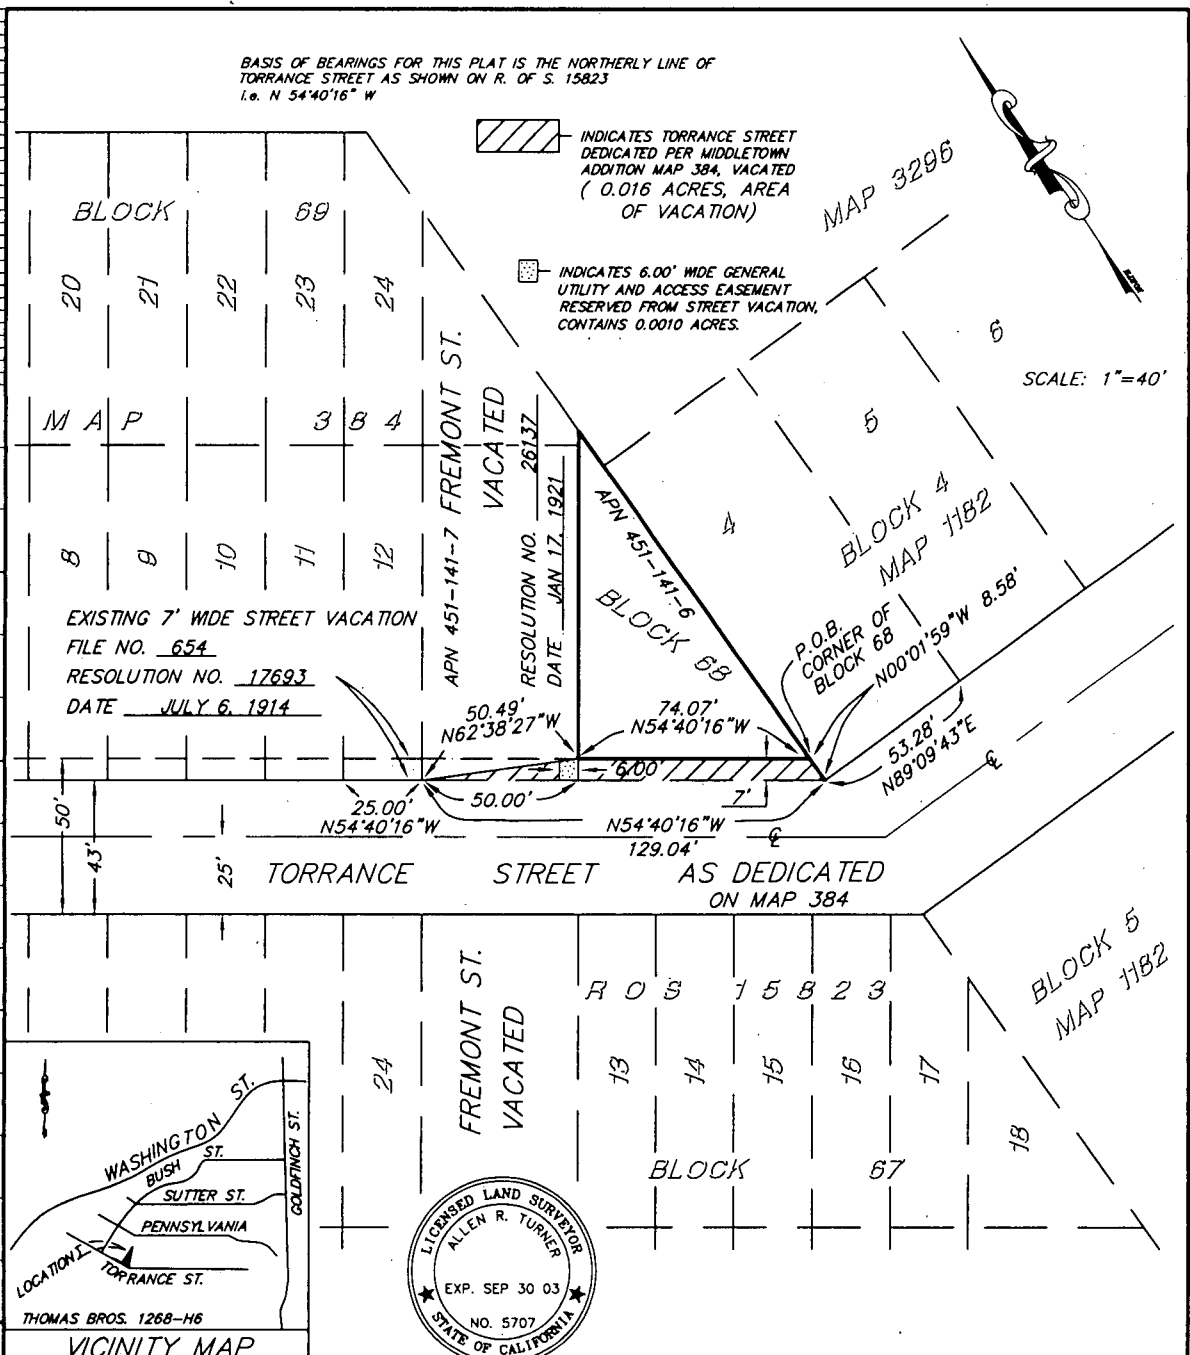 BASIS OF BEARINGS FOR THIS PLAT IS THE NORTHERLY LINE OF
TORRANCE STREET AS SHOWN ON R. OF S. 15823
i.e. N 54°40'16" W
INDICATES TORRANCE STREET
DEDICATED PER MIDDLETOWN
ADDITION MAP 384, VACATED
( 0.016 ACRES, AREA
OF VACATION)
INDICATES 6.00' WIDE GENERAL
UTILITY AND ACCESS EASEMENT
RESERVED FROM STREET VACATION,
CONTAINS 0.0010 ACRES.
MAP 3296
SCALE: 1"=40'
BLOCK 69
20
21
22
23
24
MAP 384
8
9
10
11
12
APN 451-141-7 FREMONT ST.
VACATED
RESOLUTION NO. 26137
DATE JAN 17, 1921
APN 451-141-6
BLOCK 68
4
5
6
BLOCK 4
MAP 1182
P.O.B.
CORNER OF
BLOCK 68
N00°01'59"W 8.58'
53.28'
N89°09'43"E
℄
EXISTING 7' WIDE STREET VACATION
FILE NO. 654
RESOLUTION NO. 17693
DATE JULY 6, 1914
50.49'
N62°38'27"W
74.07'
N54°40'16"W
6.00'
7'
50.00'
25.00'
N54°40'16"W
N54°40'16"W
129.04'
℄
50'
43'
25'
TORRANCE STREET AS DEDICATED
ON MAP 384
24
FREMONT ST.
VACATED
ROS 15823
13
14
15
16
17
18
BLOCK 67
BLOCK 5
MAP 1182
WASHINGTON ST.
BUSH ST.
SUTTER ST.
PENNSYLVANIA
TORRANCE ST.
GOLDFINCH ST.
LOCATION
THOMAS BROS. 1268-H6
VICINITY MAP
LICENSED LAND SURVEYOR
ALLEN R. TURNER
EXP. SEP 30 03
NO. 5707
STATE OF CALIFORNIA